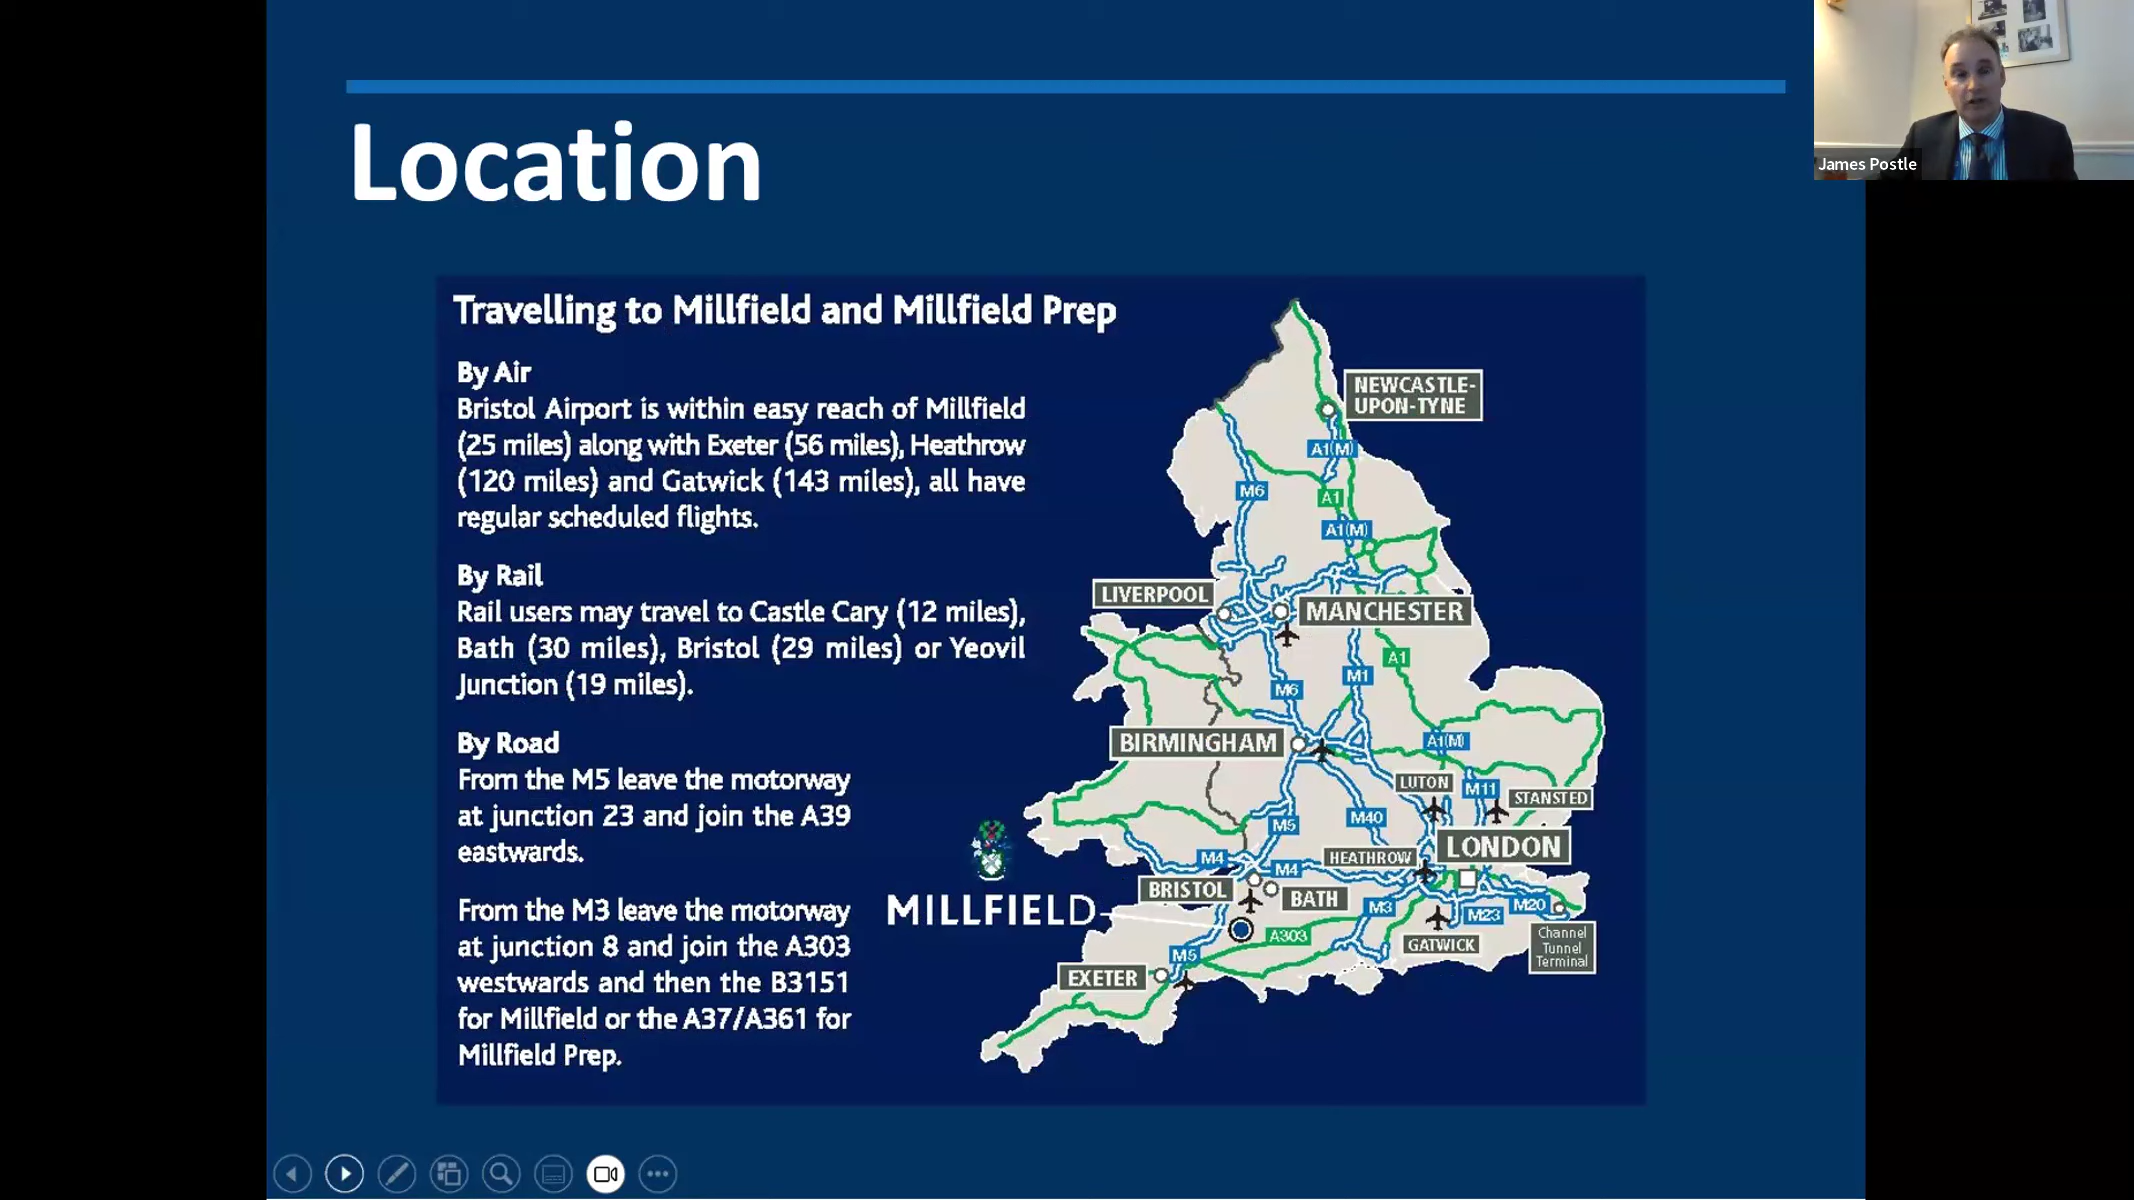 Location
James Postle
Travelling to Millfield and Millfield Prep
By Air
Bristol Airport is within easy reach of Millfield
(25 miles) along with Exeter (56 miles), Heathrow
(120 miles) and Gatwick (143 miles), all have
regular scheduled flights.
By Rail
Rail users may travel to Castle Cary (12 miles),
Bath (30 miles), Bristol (29 miles) or Yeovil
Junction (19 miles).
By Road
From the M5 leave the motorway
at junction 23 and join the A39
eastwards.
From the M3 leave the motorway
at junction 8 and join the A303
westwards and then the B3151
for Millfield or the A37/A361 for
Millfield Prep.
MILLFIELD
NEWCASTLE-
UPON-TYNE
A1(M)
M6
A1
A1(M)
LIVERPOOL
MANCHESTER
A1
M1
M6
BIRMINGHAM
A1(M)
LUTON
M11
STANSTED
M5
M40
LONDON
HEATHROW
M4
M4
BRISTOL
BATH
M3
M23
M20
A303
GATWICK
Channel
Tunnel
Terminal
M5
EXETER